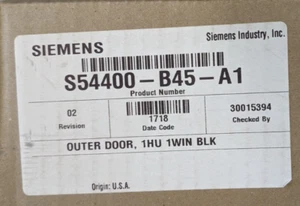 SIEMENS
Siemens Industry, Inc.
S54400-B45-A1
Product Number
02
Revision
1718
Date Code
30015394
Checked By
OUTER DOOR, 1HU 1WIN BLK
Origin: U.S.A.